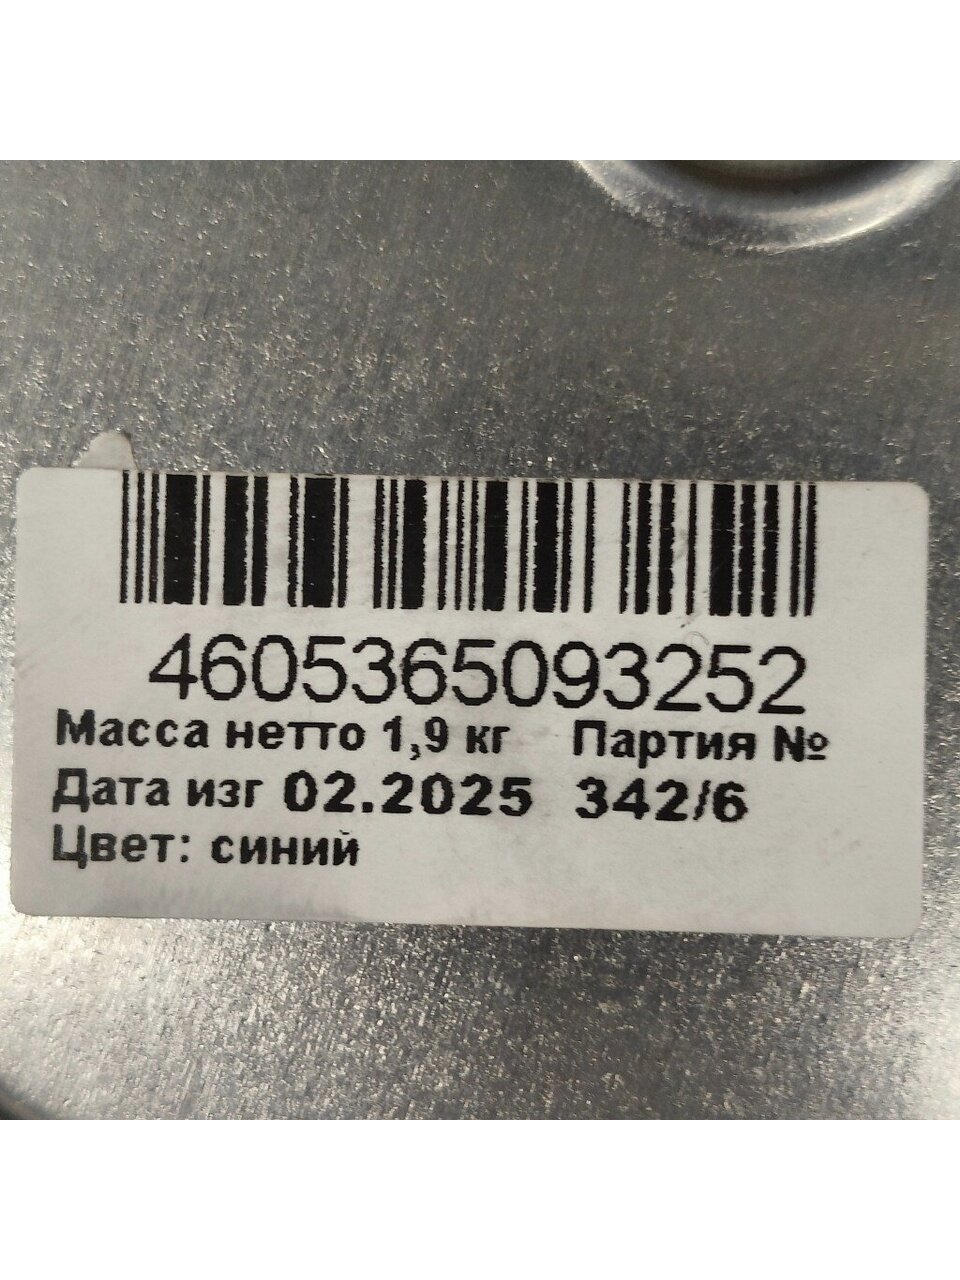 4605365093252
Масса нетто 1,9 кг Партия №
Дата изг 02.2025 342/6
Цвет: синий